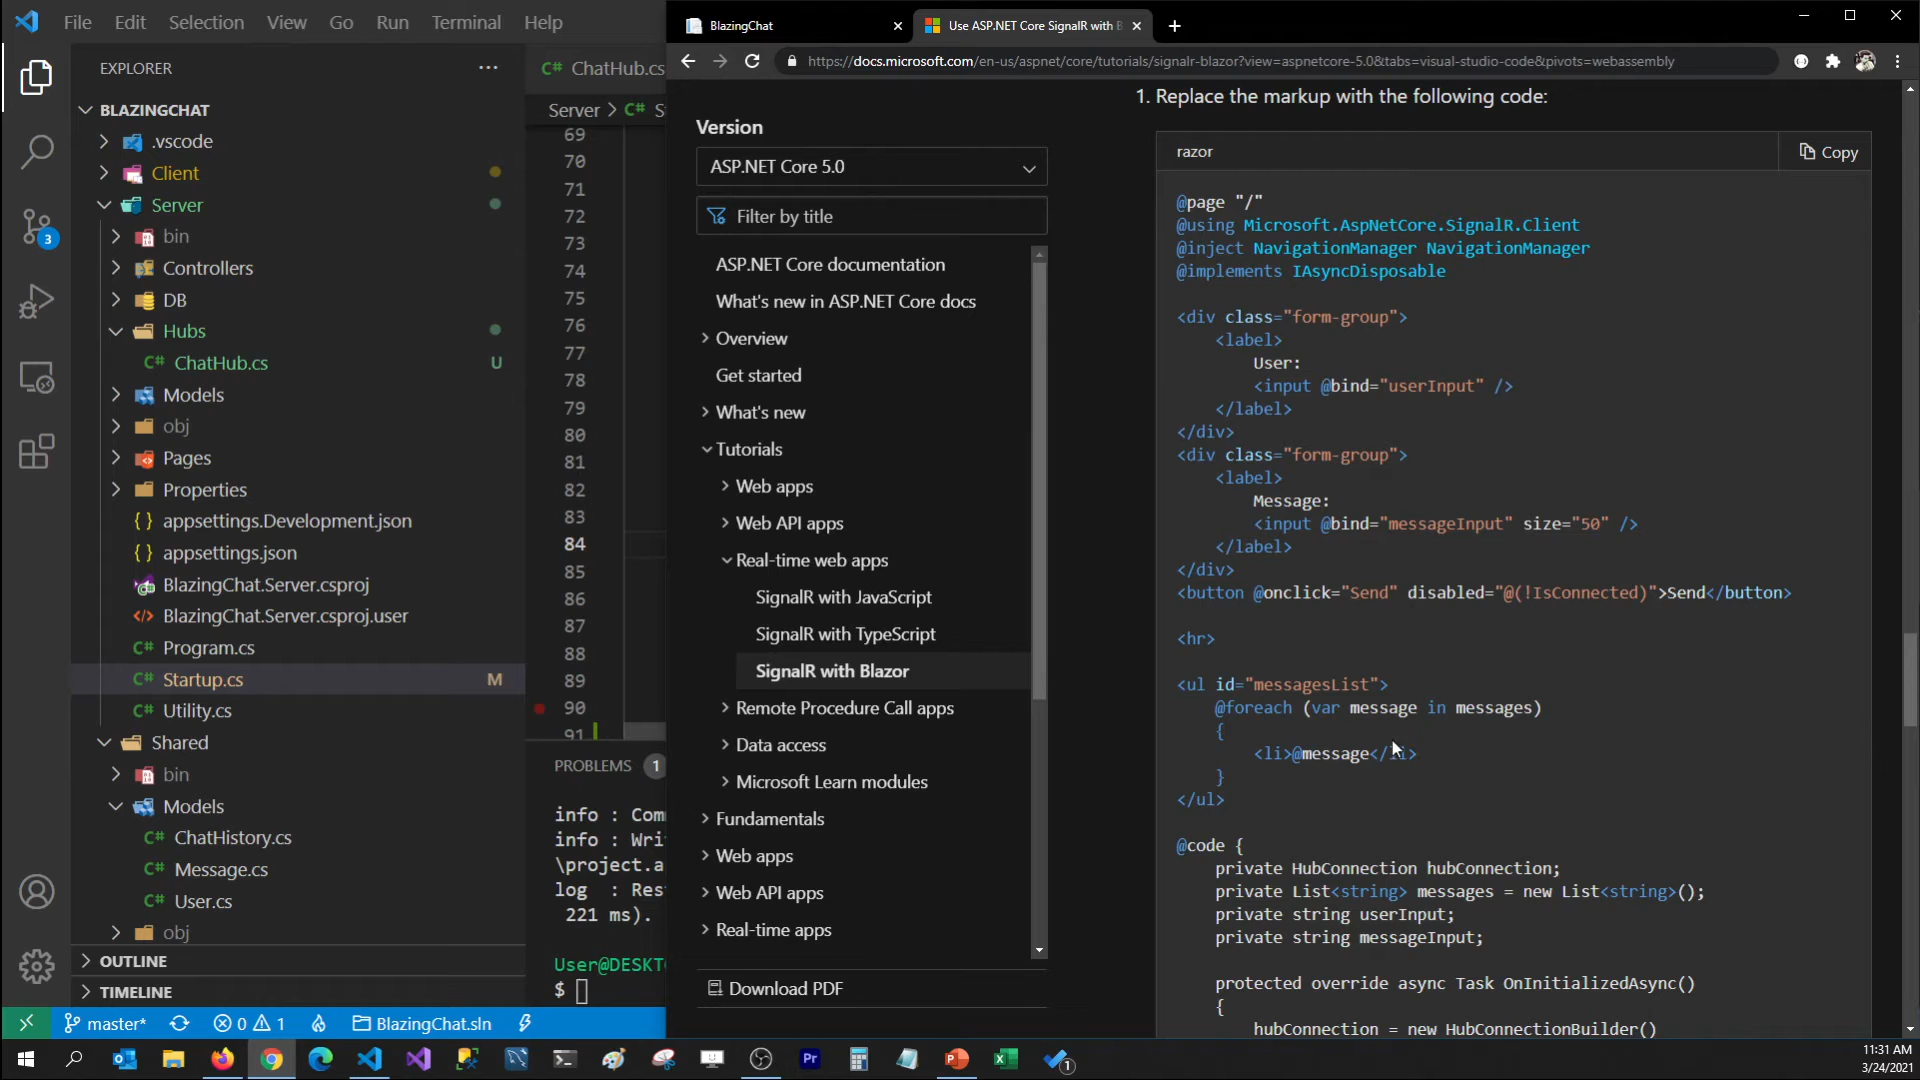 File Edit Selection View Go Run Terminal Help
EXPLORER
BLAZINGCHAT
.vscode
Client
Server
bin
Controllers
DB
Hubs
C# ChatHub.cs U
Models
obj
Pages
Properties
{ } appsettings.Development.json
{ } appsettings.json
BlazingChat.Server.csproj
</> BlazingChat.Server.csproj.user
C# Program.cs
C# Startup.cs M
C# Utility.cs
Shared
bin
Models
C# ChatHistory.cs
C# Message.cs
C# User.cs
obj
OUTLINE
TIMELINE
3
C# ChatHub.cs
Server > C# S
69
70
71
72
73
74
75
76
77
78
79
80
81
82
83
84
85
86
87
88
89
90
91
PROBLEMS 1
info : Com
info : Wri
\project.a
log : Res
221 ms).
User@DESKT
$
master* 0 1 BlazingChat.sln
BlazingChat
Use ASP.NET Core SignalR with B
https://docs.microsoft.com/en-us/aspnet/core/tutorials/signalr-blazor?view=aspnetcore-5.0&tabs=visual-studio-code&pivots=webassembly
Version
ASP.NET Core 5.0
Filter by title
ASP.NET Core documentation
What's new in ASP.NET Core docs
Overview
Get started
What's new
Tutorials
Web apps
Web API apps
Real-time web apps
SignalR with JavaScript
SignalR with TypeScript
SignalR with Blazor
Remote Procedure Call apps
Data access
Microsoft Learn modules
Fundamentals
Web apps
Web API apps
Real-time apps
Download PDF
1. Replace the markup with the following code:
razor Copy
@page "/"
@using Microsoft.AspNetCore.SignalR.Client
@inject NavigationManager NavigationManager
@implements IAsyncDisposable
<div class="form-group">
<label>
User:
<input @bind="userInput" />
</label>
</div>
<div class="form-group">
<label>
Message:
<input @bind="messageInput" size="50" />
</label>
</div>
<button @onclick="Send" disabled="@(!IsConnected)">Send</button>
<hr>
<ul id="messagesList">
@foreach (var message in messages)
{
<li>@message</li>
}
</ul>
@code {
private HubConnection hubConnection;
private List<string> messages = new List<string>();
private string userInput;
private string messageInput;
protected override async Task OnInitializedAsync()
{
hubConnection = new HubConnectionBuilder()
Pr
1
11:31 AM
3/24/2021